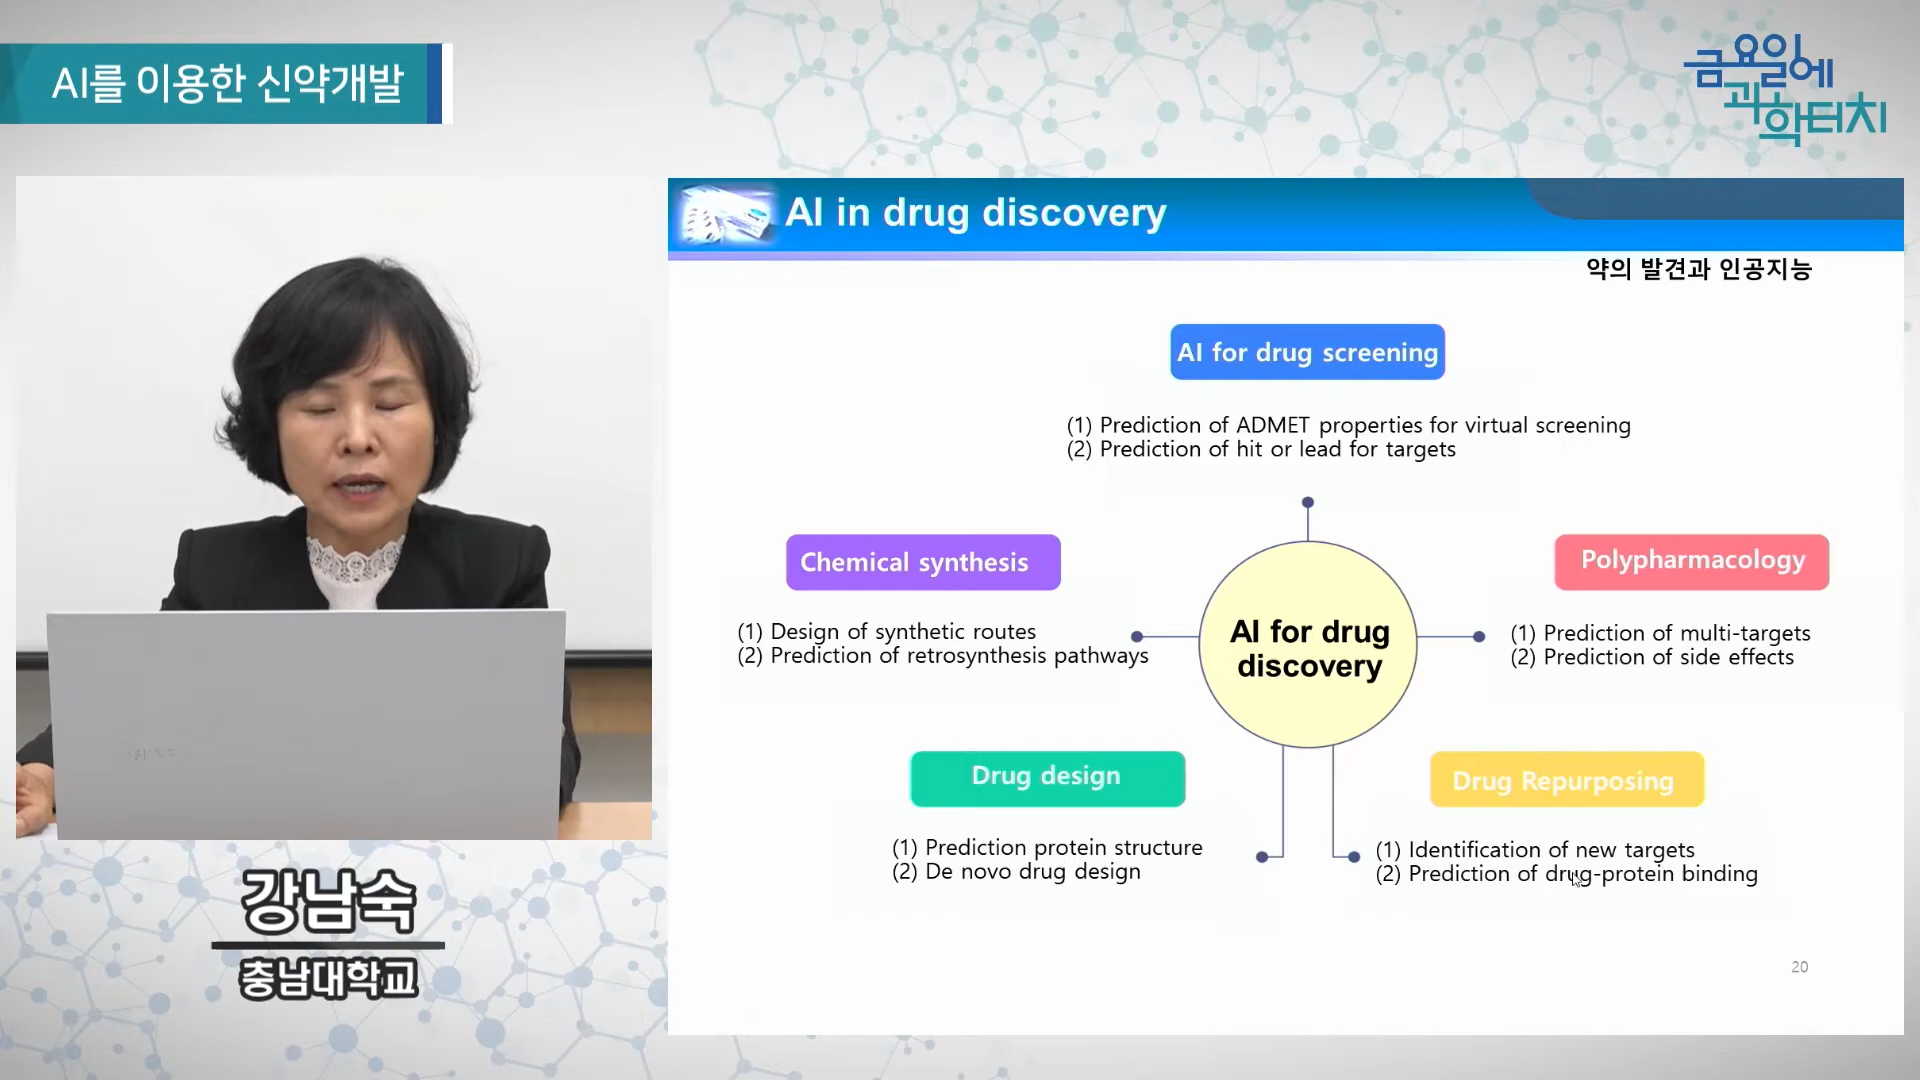 AI를 이용한 신약개발
금요일에
과학터치
AI in drug discovery
약의 발견과 인공지능
AI for drug screening
(1) Prediction of ADMET properties for virtual screening
(2) Prediction of hit or lead for targets
Chemical synthesis
(1) Design of synthetic routes
(2) Prediction of retrosynthesis pathways
AI for drug
discovery
Polypharmacology
(1) Prediction of multi-targets
(2) Prediction of side effects
Drug design
(1) Prediction protein structure
(2) De novo drug design
Drug Repurposing
(1) Identification of new targets
(2) Prediction of drug-protein binding
20
강남숙
충남대학교